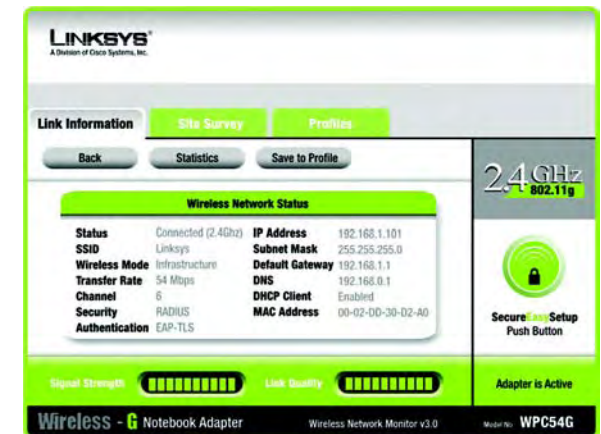 LINKSYS®
A Division of Cisco Systems, Inc.
Link Information Site Survey Profiles
Back Statistics Save to Profile
2.4 GHz
802.11g
Wireless Network Status
Status Connected (2.4Ghz) IP Address 192.168.1.101
SSID Linksys Subnet Mask 255.255.255.0
Wireless Mode Infrastructure Default Gateway 192.168.1.1
Transfer Rate 54 Mbps DNS 192.168.0.1
Channel 6 DHCP Client Enabled
Security RADIUS MAC Address 00-02-DD-30-D2-A0
Authentication EAP-TLS
SecureEasySetup
Push Button
Signal Strength Link Quality Adapter is Active
Wireless - G Notebook Adapter Wireless Network Monitor v3.0 Model No. WPC54G